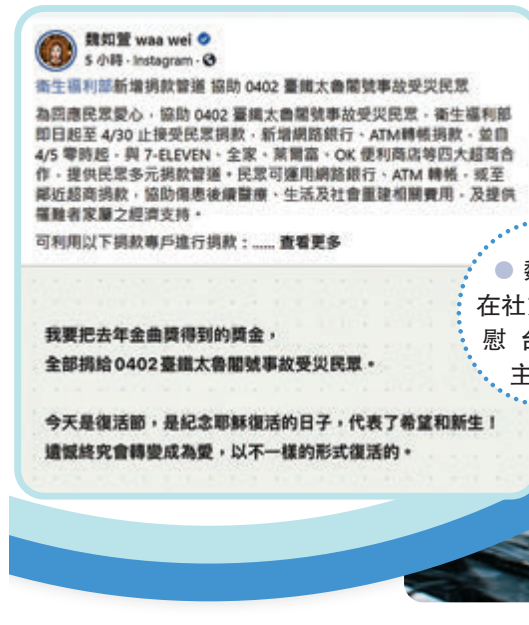 魏如萱 waa wei
5 小時 · Instagram ·
衛生福利部新增捐款管道 協助 0402 臺鐵太魯閣號事故受災民眾
為回應民眾愛心，協助 0402 臺鐵太魯閣號事故受災民眾，衛生福利部
即日起至 4/30 止接受民眾捐款，新增網路銀行、ATM轉帳捐款，並自
4/5 零時起，與 7-ELEVEN、全家、萊爾富、OK 便利商店等四大超商合
作，提供民眾多元捐款管道。民眾可運用網路銀行、ATM 轉帳，或至
鄰近超商捐款，協助傷患後續醫療、生活及社會重建相關費用，及提供
罹難者家屬之經濟支持。
可利用以下捐款專戶進行捐款：...... 查看更多
我要把去年金曲獎得到的獎金，
全部捐給0402臺鐵太魯閣號事故受災民眾。
今天是復活節，是紀念耶穌復活的日子，代表了希望和新生！
遺憾終究會轉變成為愛，以不一樣的形式復活的。
在社
慰 台
主